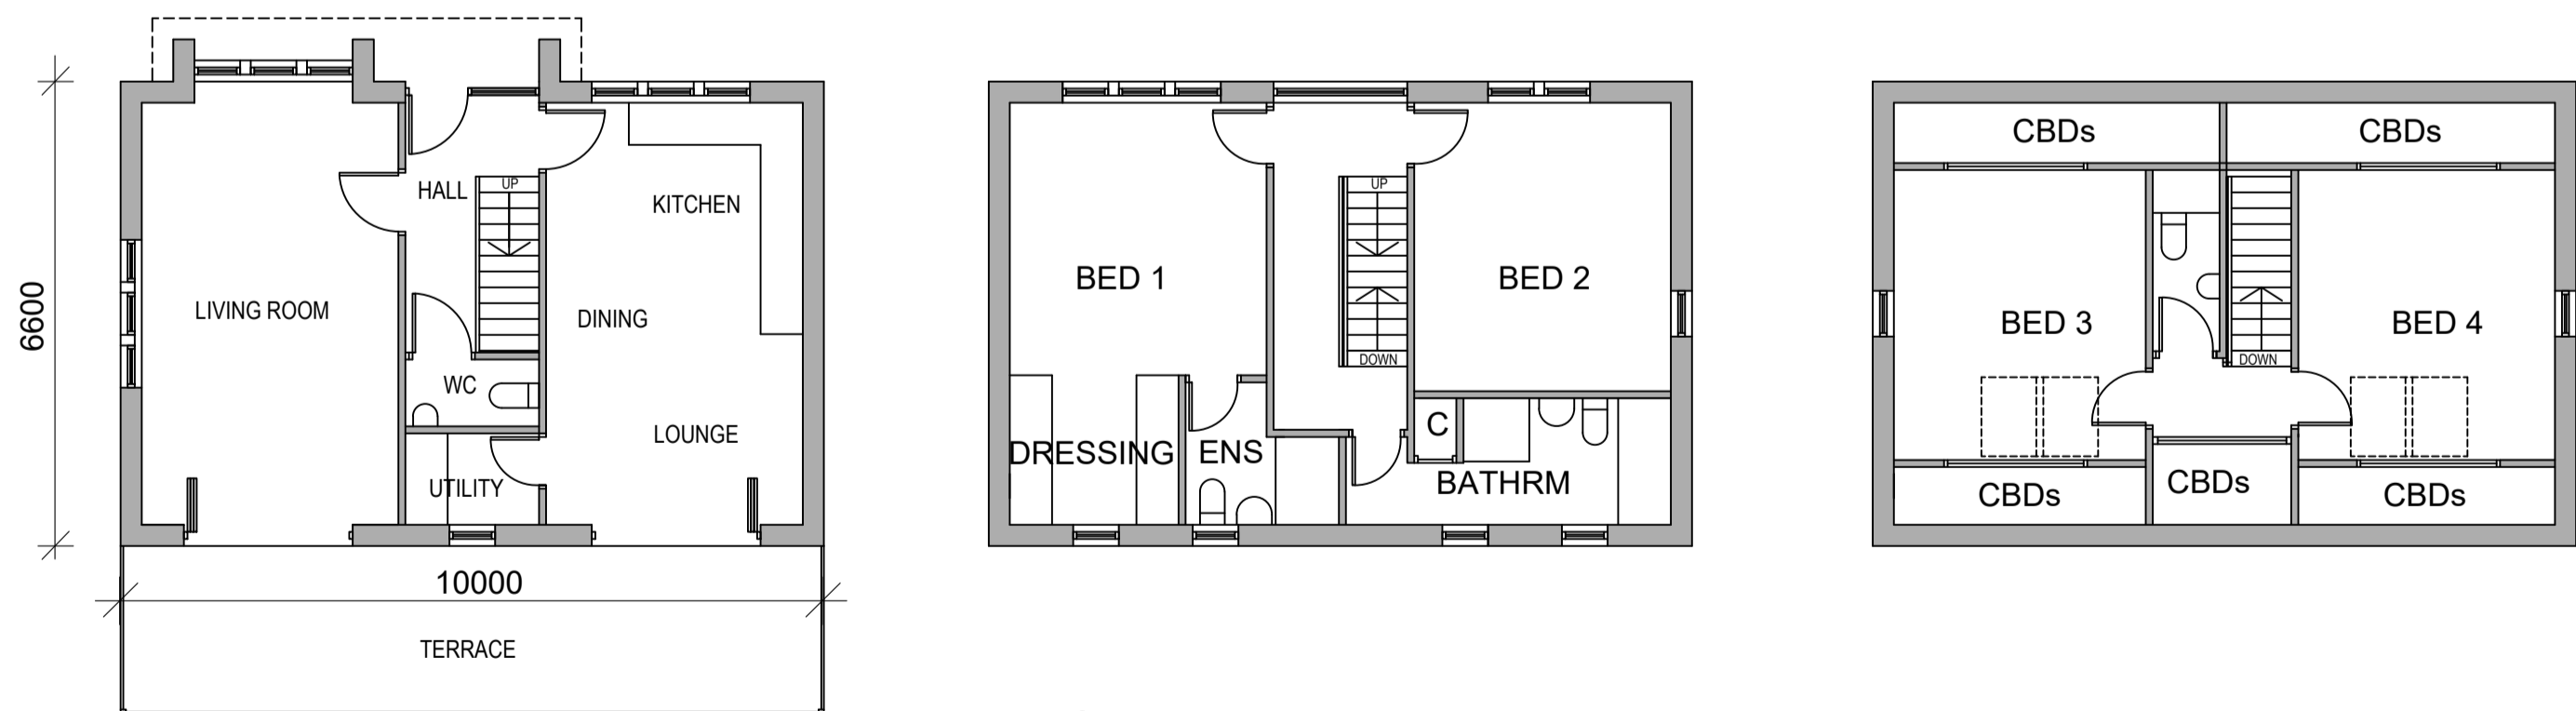 6600
LIVING ROOM
HALL
UP
KITCHEN
DINING
WC
LOUNGE
UTILITY
10000
TERRACE
BED 1
UP
BED 2
DOWN
DRESSING
ENS
C
BATHRM
CBDs
CBDs
BED 3
BED 4
DOWN
CBDs
CBDs
CBDs